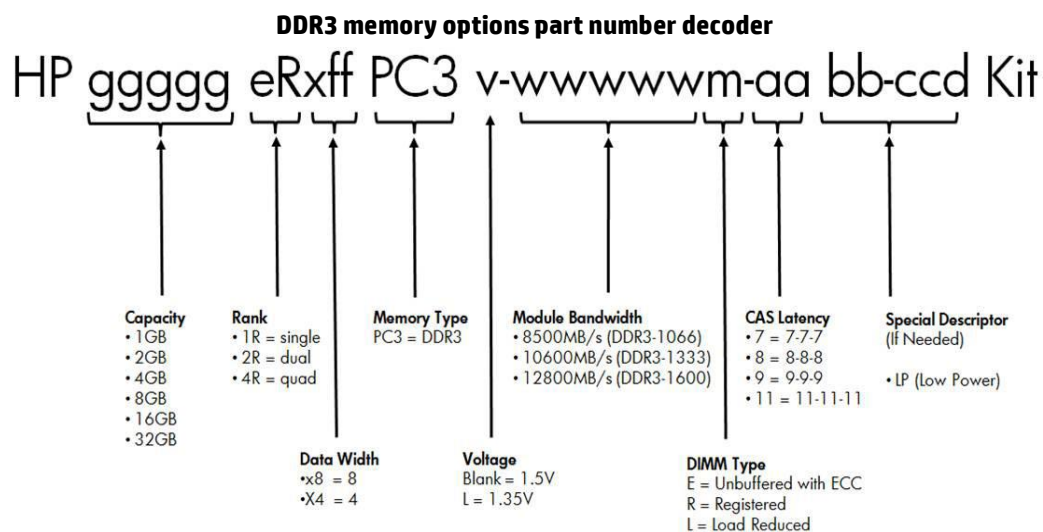 DDR3 memory options part number decoder
HP ggggg eRxff PC3 v-wwwwwm-aa bb-ccd Kit
Capacity
• 1GB
• 2GB
• 4GB
• 8GB
• 16GB
• 32GB
Rank
• 1R = single
• 2R = dual
• 4R = quad
Memory Type
PC3 = DDR3
Module Bandwidth
• 8500MB/s (DDR3-1066)
• 10600MB/s (DDR3-1333)
• 12800MB/s (DDR3-1600)
CAS Latency
• 7 = 7-7-7
• 8 = 8-8-8
• 9 = 9-9-9
• 11 = 11-11-11
Special Descriptor
(If Needed)
• LP (Low Power)
Data Width
•x8 = 8
•X4 = 4
Voltage
Blank = 1.5V
L = 1.35V
DIMM Type
E = Unbuffered with ECC
R = Registered
L = Load Reduced